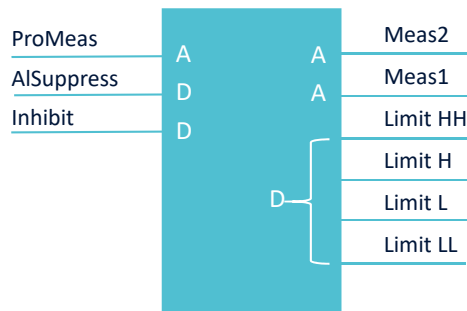 ProMeas
AlSuppress
Inhibit
A
D
D
A
A
D
Meas2
Meas1
Limit HH
Limit H
Limit L
Limit LL